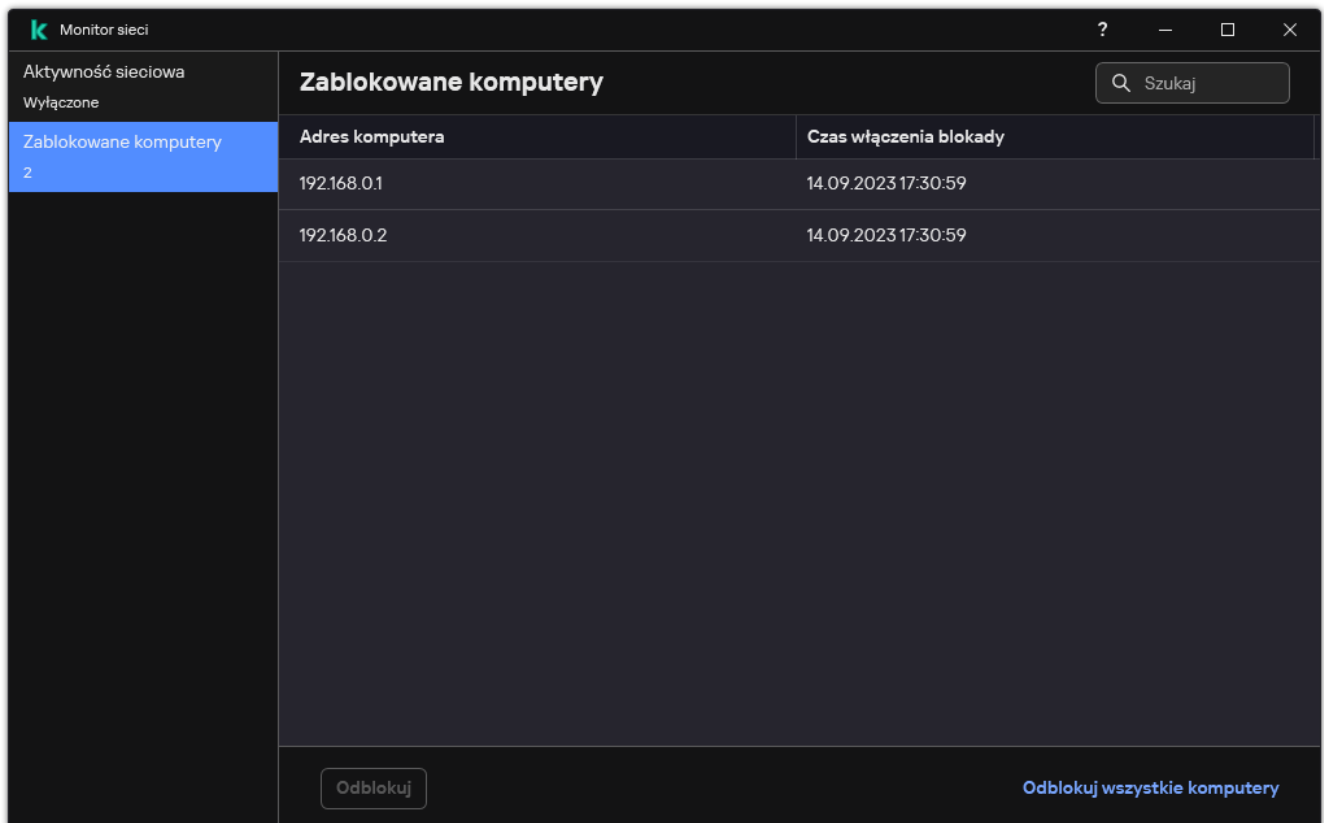 Monitor sieci
?
Aktywność sieciowa
Wyłączone
Zablokowane komputery
2
Zablokowane komputery
Szukaj
Adres komputera Czas włączenia blokady
192.168.0.1 14.09.2023 17:30:59
192.168.0.2 14.09.2023 17:30:59
Odblokuj
Odblokuj wszystkie komputery